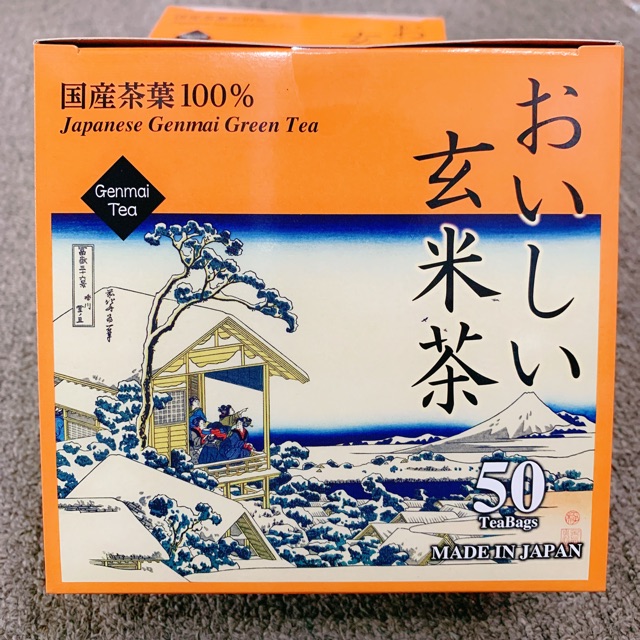 国産茶葉100%
Japanese Genmai Green Tea
Genmai
Tea
おいしい
玄米茶
50
TeaBags
MADE IN JAPAN